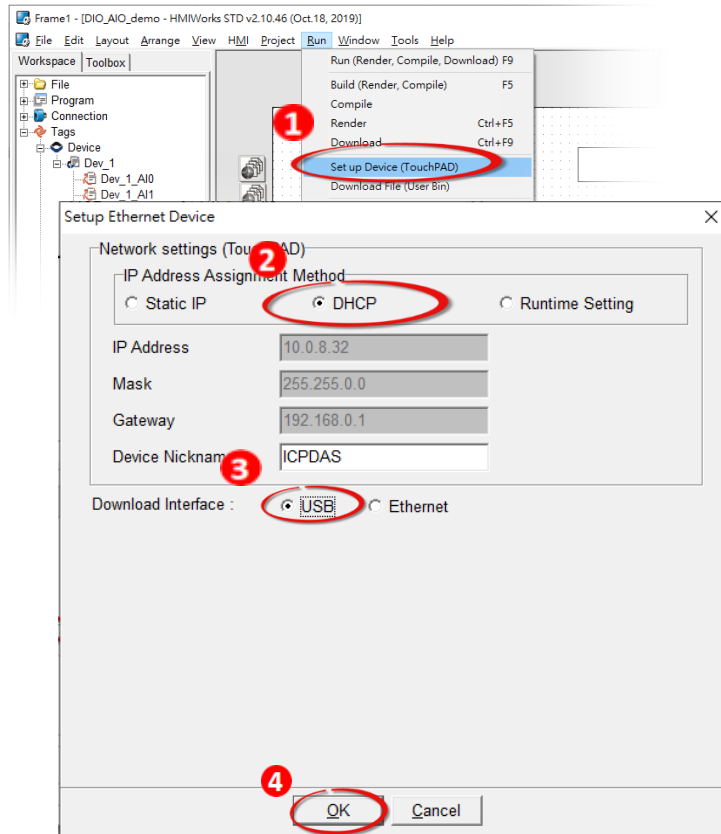 Frame1 - [DIO_AIO_demo - HMIWorks STD v2.10.46 (Oct.18, 2019)]
File Edit Layout Arrange View HMI Project Run Window Tools Help
Workspace Toolbox
Run (Render, Compile, Download) F9
File
Build (Render, Compile) F5
Program
Compile
Connection
1
Render Ctrl+F5
Tags
Download Ctrl+F9
Device
Dev_1
Set up Device (TouchPAD)
Dev_1_AI0
Download File (User Bin)
Dev_1_AI1
Setup Ethernet Device
Network settings (TouchPAD)
2
IP Address Assignment Method
Static IP DHCP Runtime Setting
IP Address 10.0.8.32
Mask 255.255.0.0
Gateway 192.168.0.1
Device Nicknam ICPDAS
3
Download Interface : USB Ethernet
4
OK Cancel